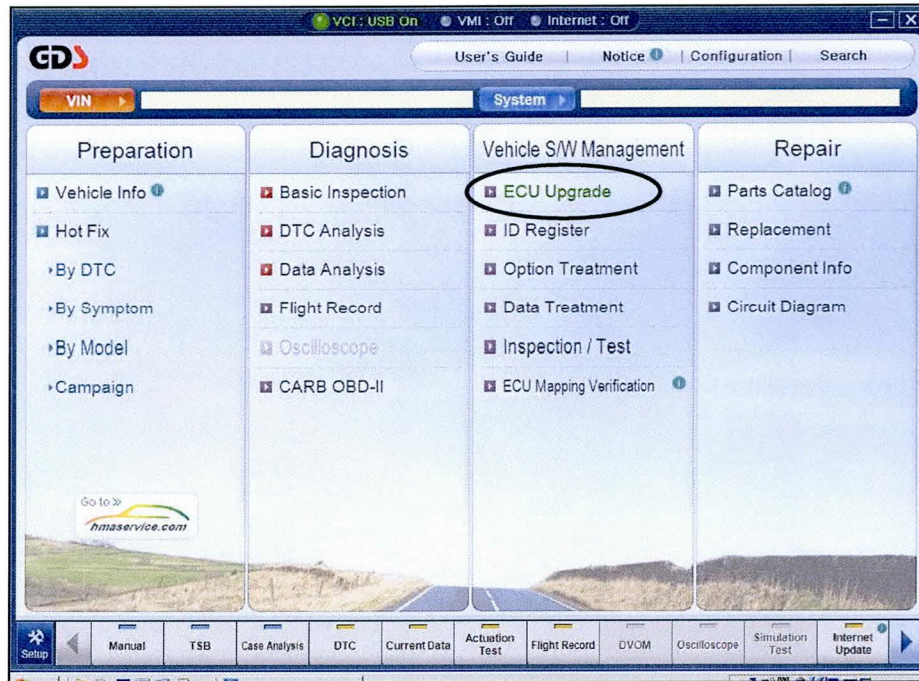 VCI : USB On VMI : Off Internet : Off
GDS
User's Guide | Notice | Configuration | Search
VIN System
Preparation
Vehicle Info
Hot Fix
By DTC
By Symptom
By Model
Campaign
Go to »
hmaservice.com
Diagnosis
Basic Inspection
DTC Analysis
Data Analysis
Flight Record
Oscilloscope
CARB OBD-II
Vehicle S/W Management
ECU Upgrade
ID Register
Option Treatment
Data Treatment
Inspection / Test
ECU Mapping Verification
Repair
Parts Catalog
Replacement
Component Info
Circuit Diagram
Setup Manual TSB Case Analysis DTC Current Data Actuation Test Flight Record DVOM Oscilloscope Simulation Test Internet Update